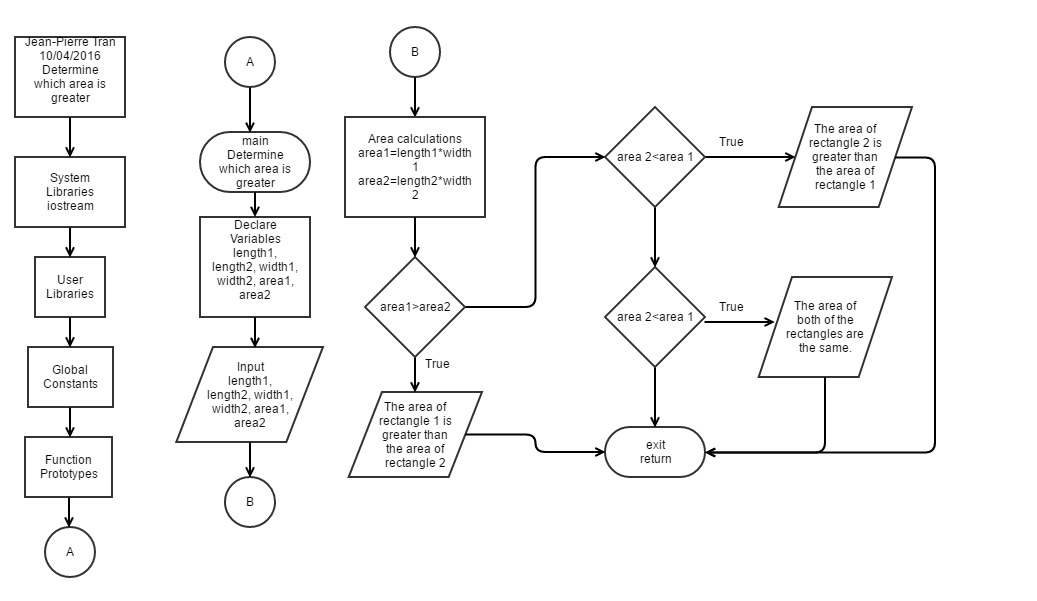 Jean-Pierre Tran
10/04/2016
Determine
which area is
greater
System
Libraries
iostream
User
Libraries
Global
Constants
Function
Prototypes
A
A
main
Determine
which area is
greater
Declare
Variables
length1,
length2, width1,
width2, area1,
area2
Input
length1,
length2, width1,
width2, area1,
area2
B
B
Area calculations
area1=length1*width
1
area2=length2*width
2
area1>area2
True
The area of
rectangle 1 is
greater than
the area of
rectangle 2
area 2<area 1
True
The area of
rectangle 2 is
greater than
the area of
rectangle 1
area 2<area 1
True
The area of
both of the
rectangles are
the same.
exit
return